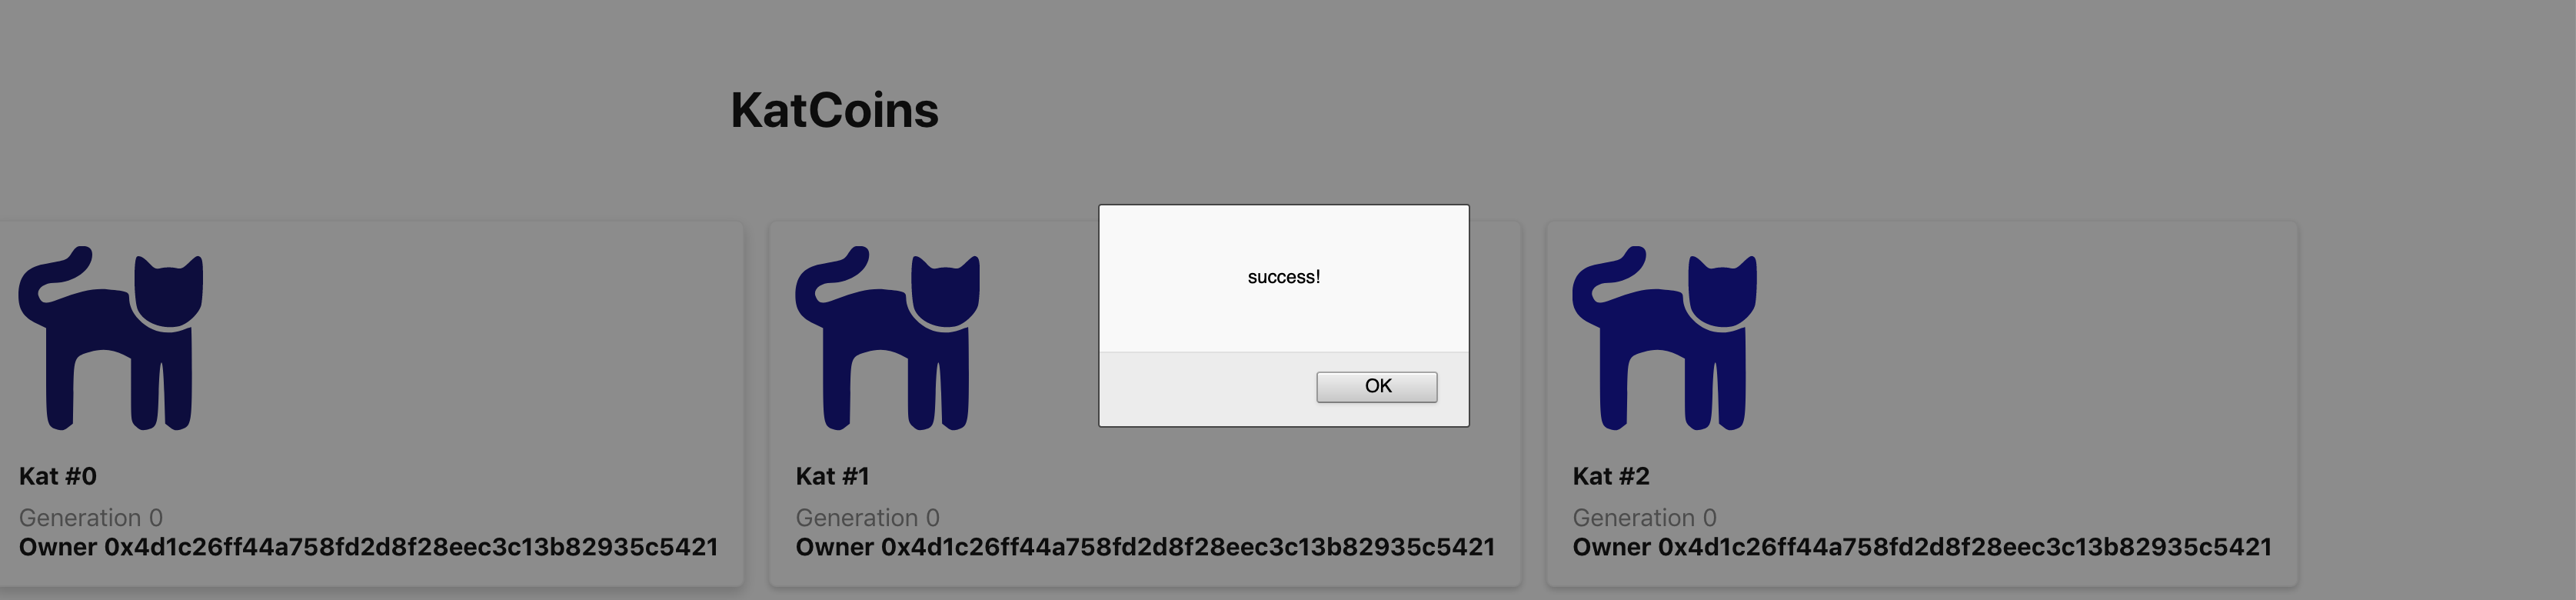 KatCoins
success!
OK
Kat #0
Generation 0
Owner 0x4d1c26ff44a758fd2d8f28eec3c13b82935c5421
Kat #1
Generation 0
Owner 0x4d1c26ff44a758fd2d8f28eec3c13b82935c5421
Kat #2
Generation 0
Owner 0x4d1c26ff44a758fd2d8f28eec3c13b82935c5421